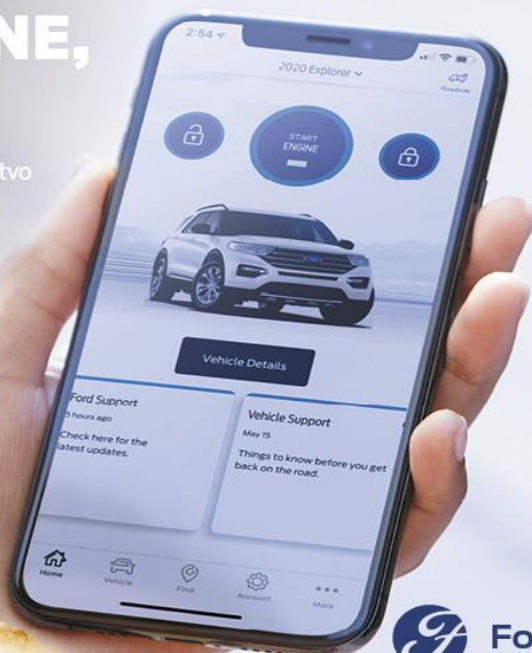 NE,
tvo
2:54
2020 Explorer
Roadside
START
ENGINE
Vehicle Details
Ford Support
5 hours ago
Check here for the
latest updates.
Vehicle Support
May 15
Things to know before you get
back on the road.
Home
Vehicle
Find
Account
More
Fo